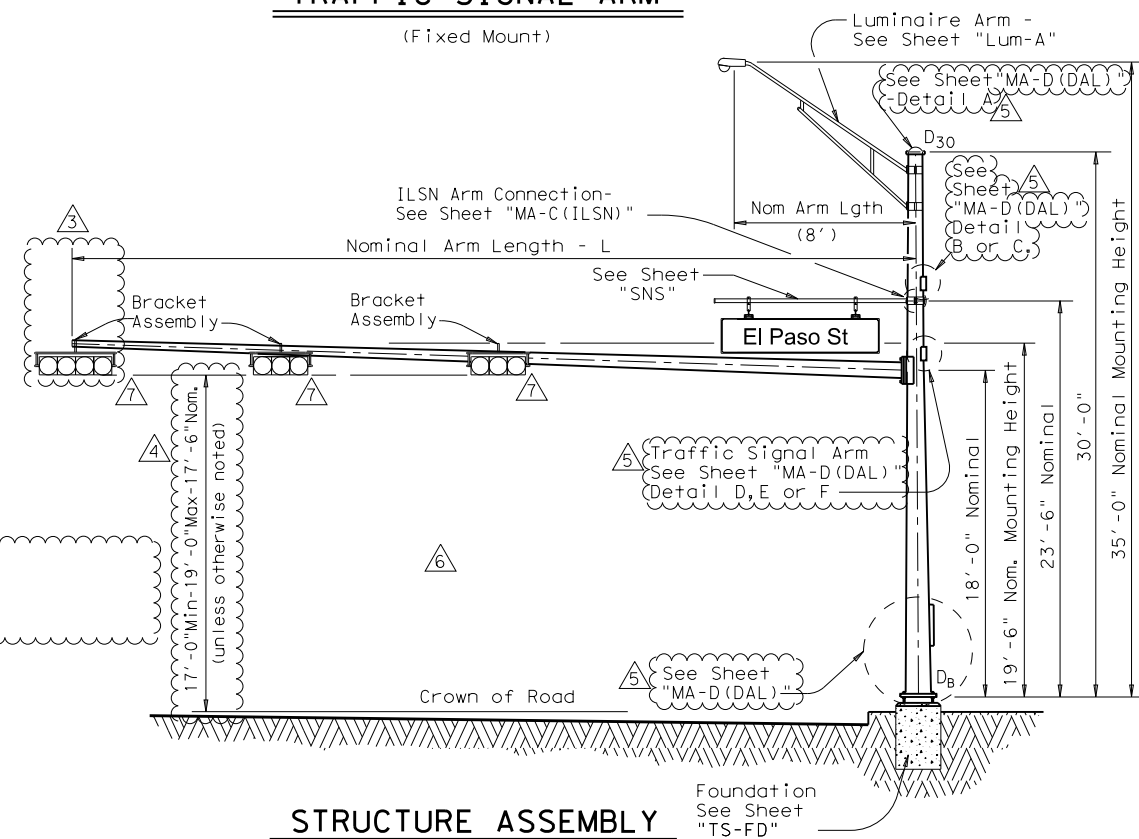 TRAFFIC SIGNAL ARM
(Fixed Mount)
Luminaire Arm -
See Sheet "Lum-A"
See Sheet"MA-D(DAL)"
-Detail A
5
D30
See
Sheet
"MA-D(DAL)"
Detail
B or C.
5
ILSN Arm Connection-
See Sheet "MA-C(ILSN)"
Nom Arm Lgth
(8')
3
Nominal Arm Length - L
See Sheet
"SNS"
Bracket
Assembly
Bracket
Assembly
El Paso St
7
7
7
4
17'-0"Min-19'-0"Max-17'-6"Nom.
(unless otherwise noted)
5
Traffic Signal Arm
See Sheet "MA-D(DAL)"
Detail D,E or F
6
18'-0" Nominal
19'-6" Nom. Mounting Height
23'-6" Nominal
30'-0"
35'-0" Nominal Mounting Height
5
See Sheet
"MA-D(DAL)"
DB
Crown of Road
Foundation
See Sheet
"TS-FD"
STRUCTURE ASSEMBLY